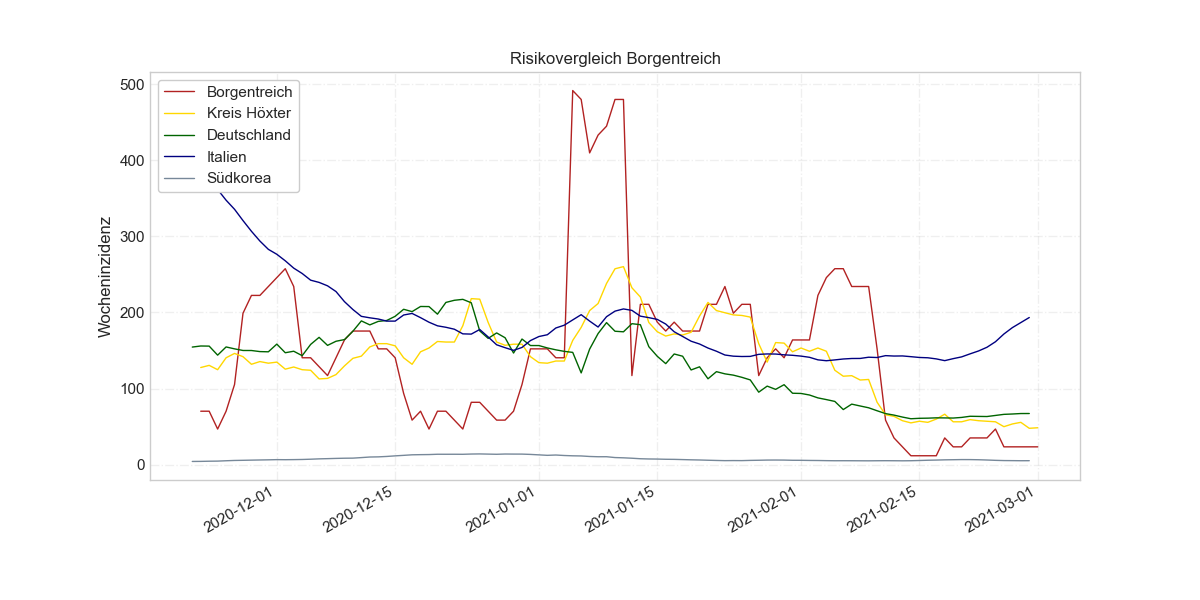 Risikovergleich Borgentreich
Wocheninzidenz
500
400
300
200
100
0
Borgentreich
Kreis Höxter
Deutschland
Italien
Südkorea
2020-12-01
2020-12-15
2021-01-01
2021-01-15
2021-02-01
2021-02-15
2021-03-01